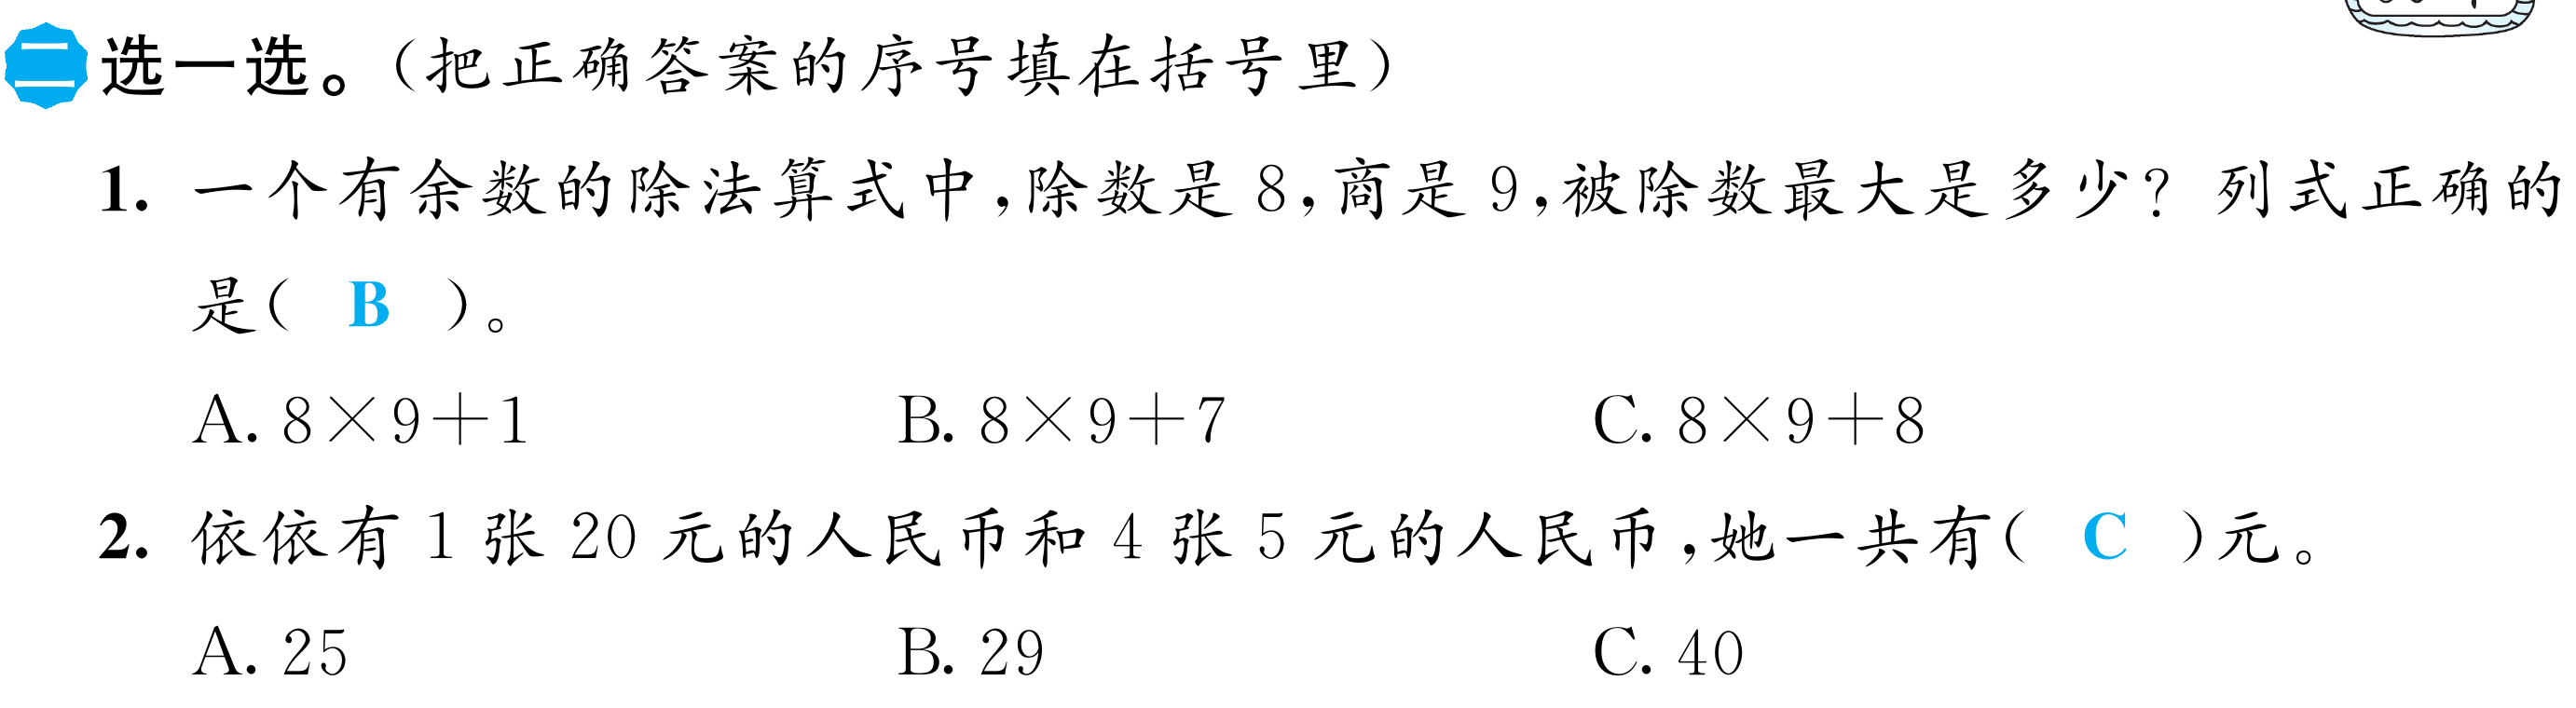 二 选一选。(把正确答案的序号填在括号里)
1. 一个有余数的除法算式中,除数是 8,商是 9,被除数最大是多少? 列式正确的
是( B )。
A. 8×9+1 B. 8×9+7 C. 8×9+8
2. 依依有 1 张 20 元的人民币和 4 张 5 元的人民币,她一共有( C )元。
A. 25 B. 29 C. 40